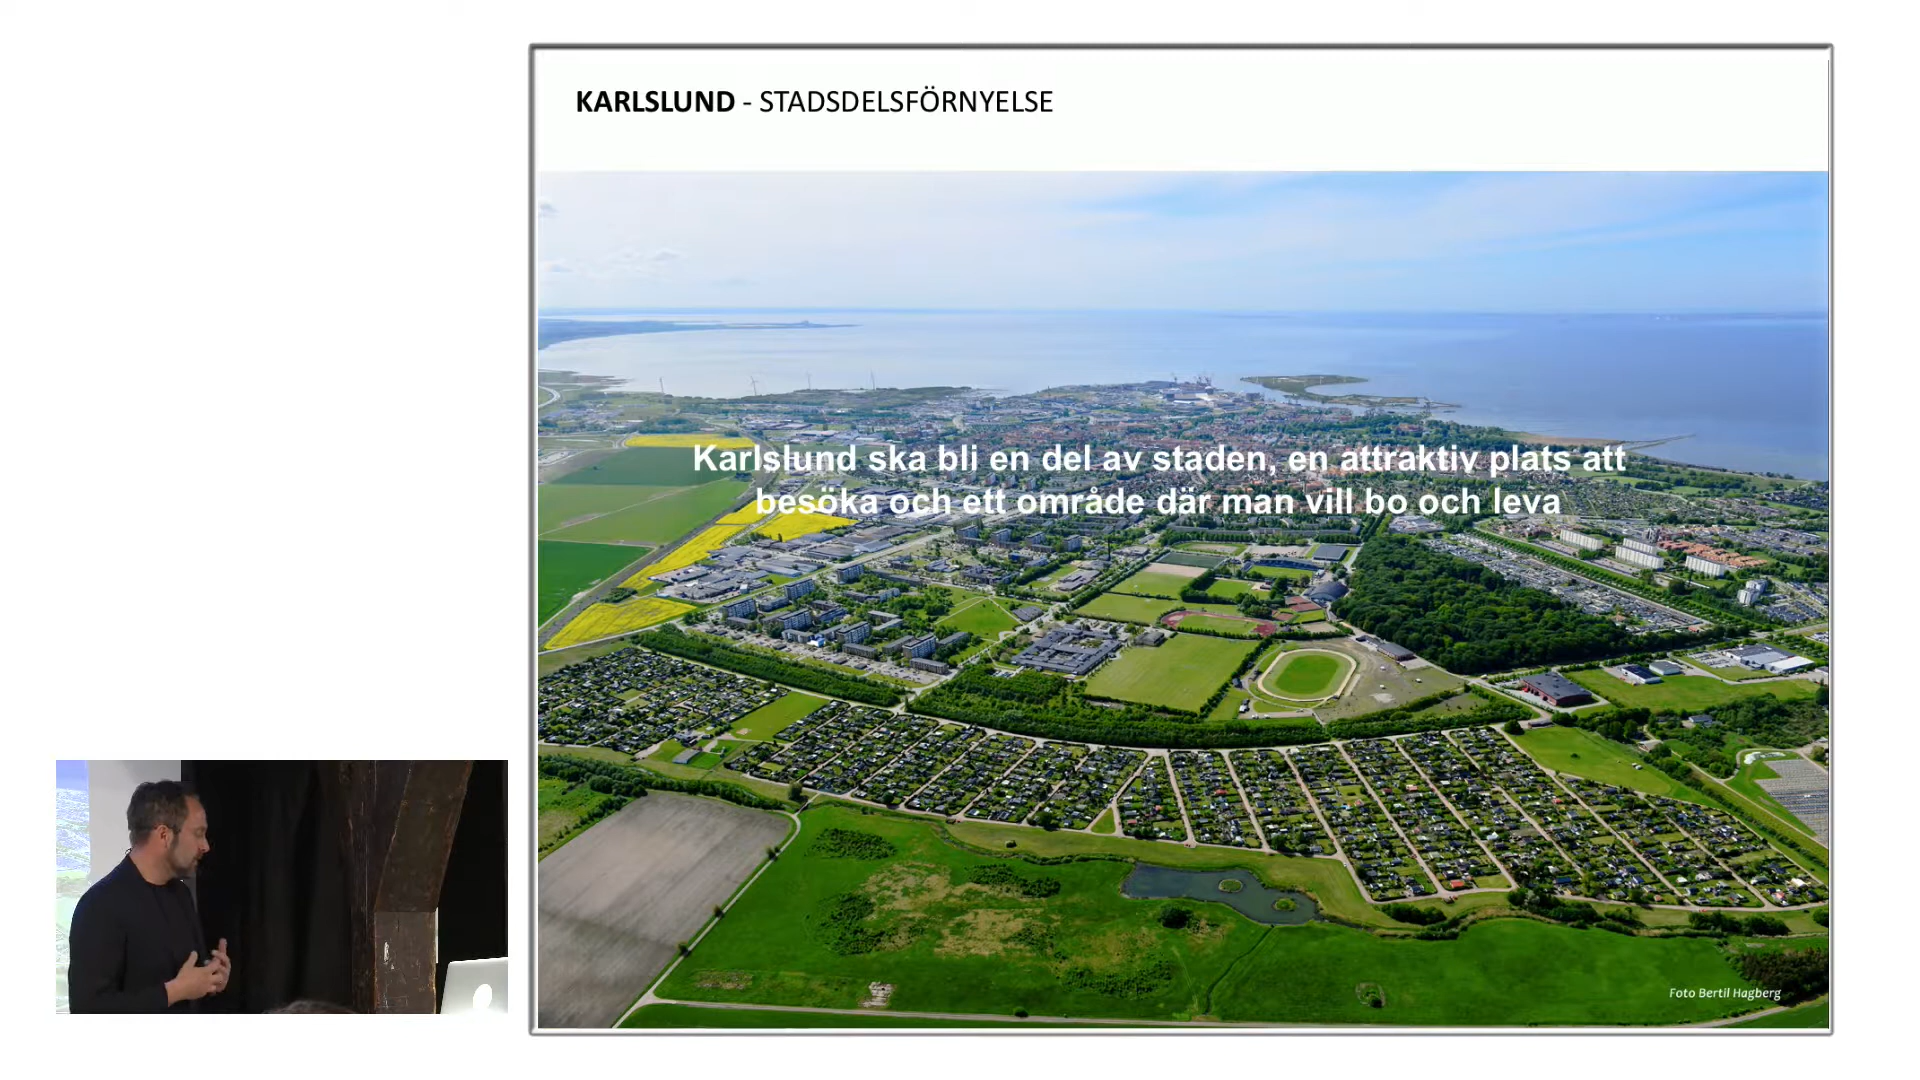 KARLSLUND - STADSDELSFÖRNYELSE
Karlslund ska bli en del av staden, en attraktiv plats att
besöka och ett område där man vill bo och leva
Foto Bertil Hagberg